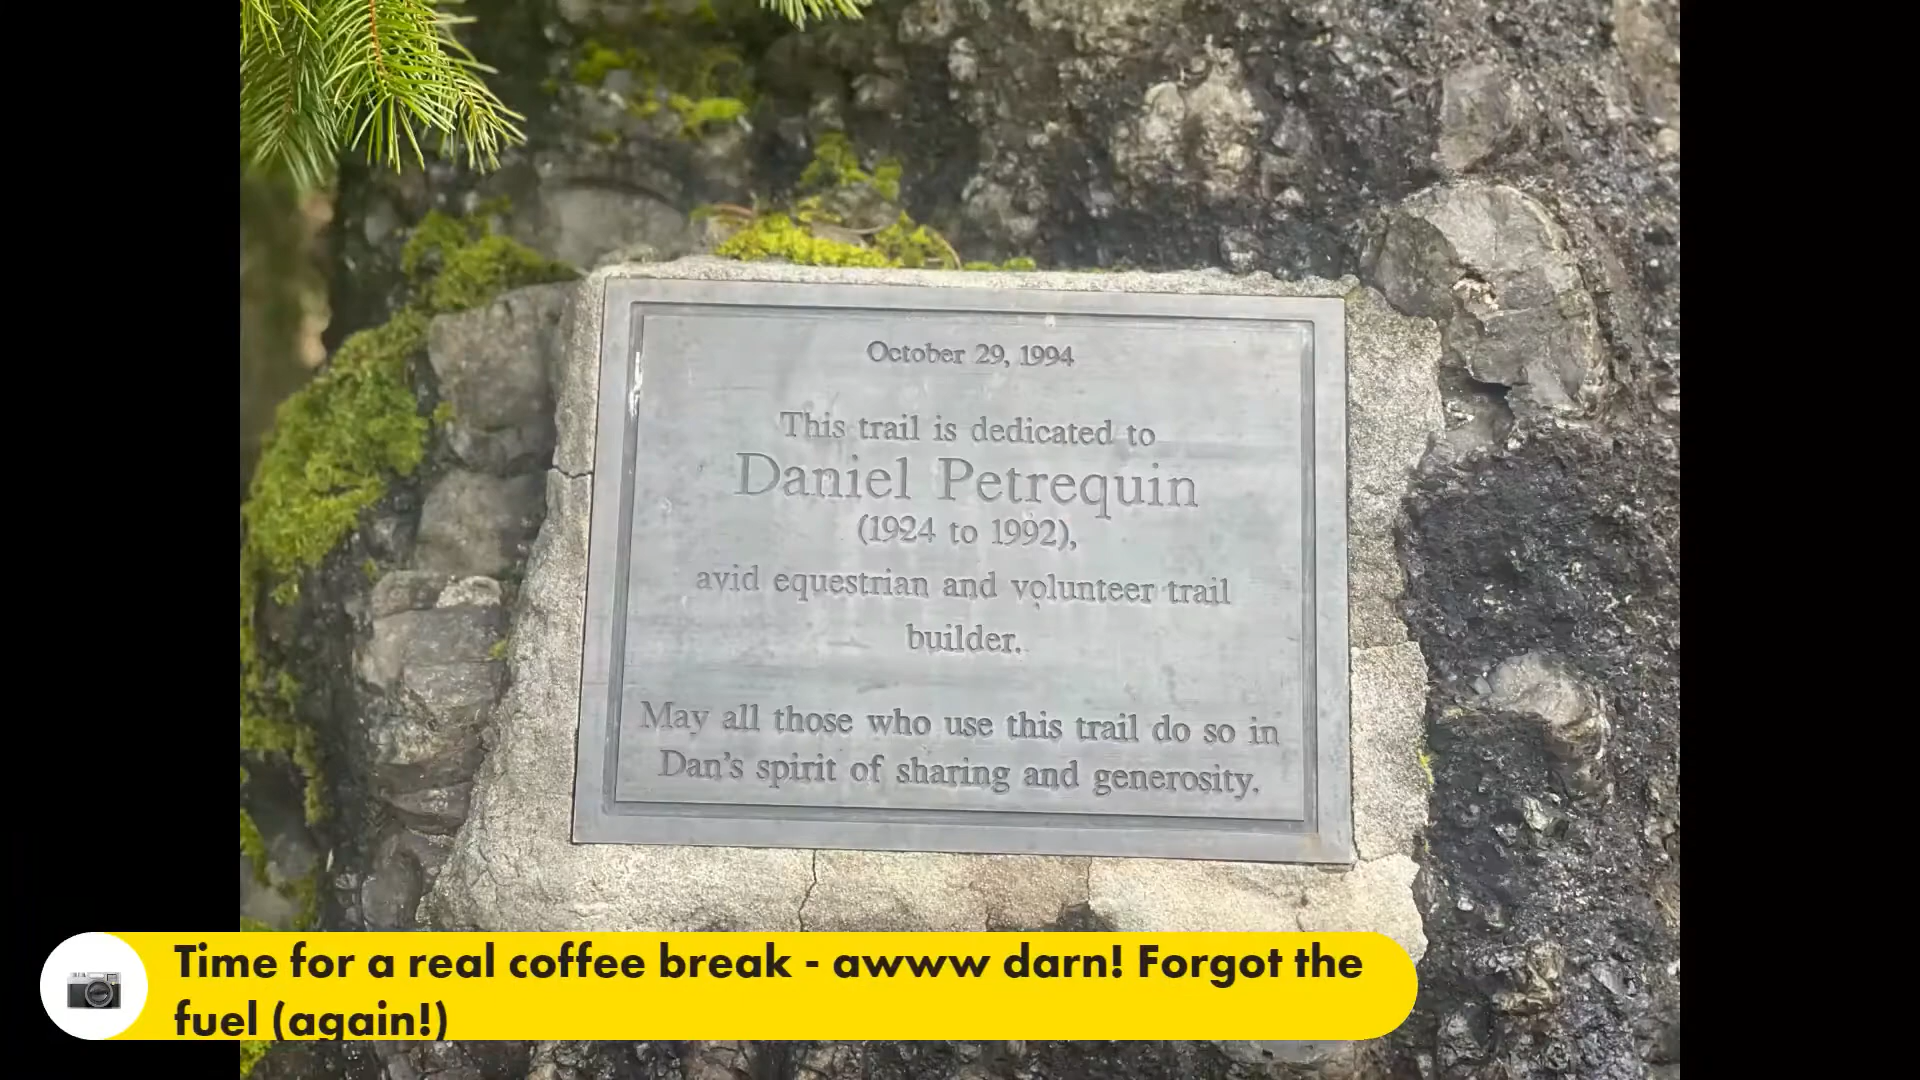 October 29, 1994
This trail is dedicated to
Daniel Petrequin
(1924 to 1992),
avid equestrian and volunteer trail
builder.
May all those who use this trail do so in
Dan's spirit of sharing and generosity.
Time for a real coffee break - awww darn! Forgot the
fuel (again!)